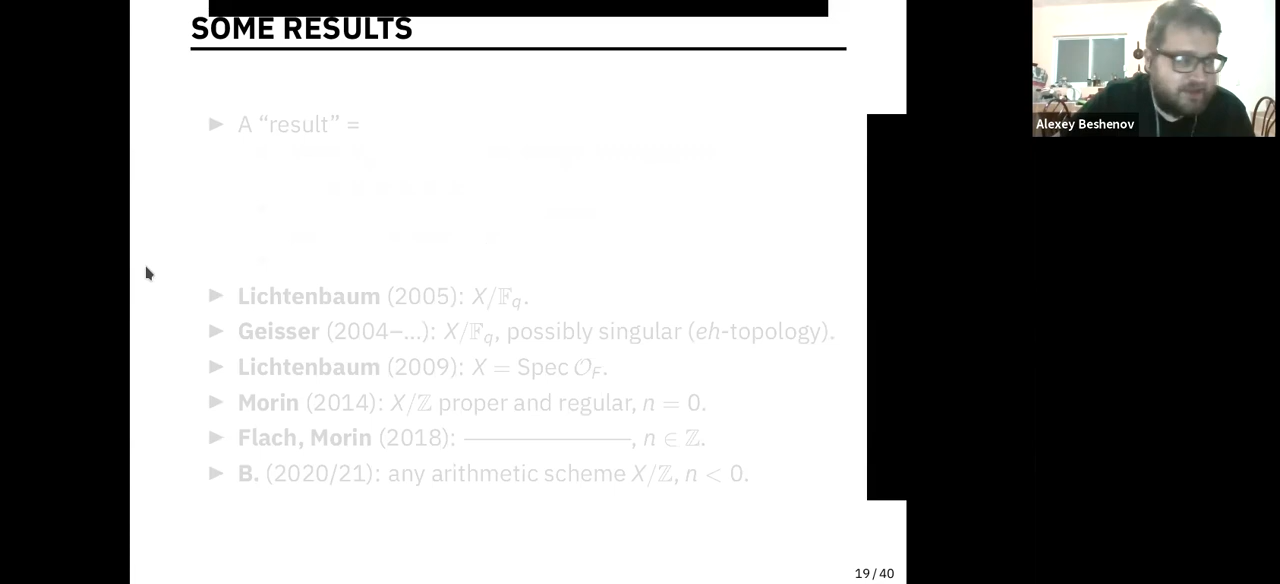 SOME RESULTS
► A “result” =
► Lichtenbaum (2005): X/𝔽_q.
► Geisser (2004–...): X/𝔽_q, possibly singular (eh-topology).
► Lichtenbaum (2009): X = Spec 𝒪_F.
► Morin (2014): X/ℤ proper and regular, n = 0.
► Flach, Morin (2018): ————————, n ∈ ℤ.
► B. (2020/21): any arithmetic scheme X/ℤ, n < 0.
19 / 40
Alexey Beshenov